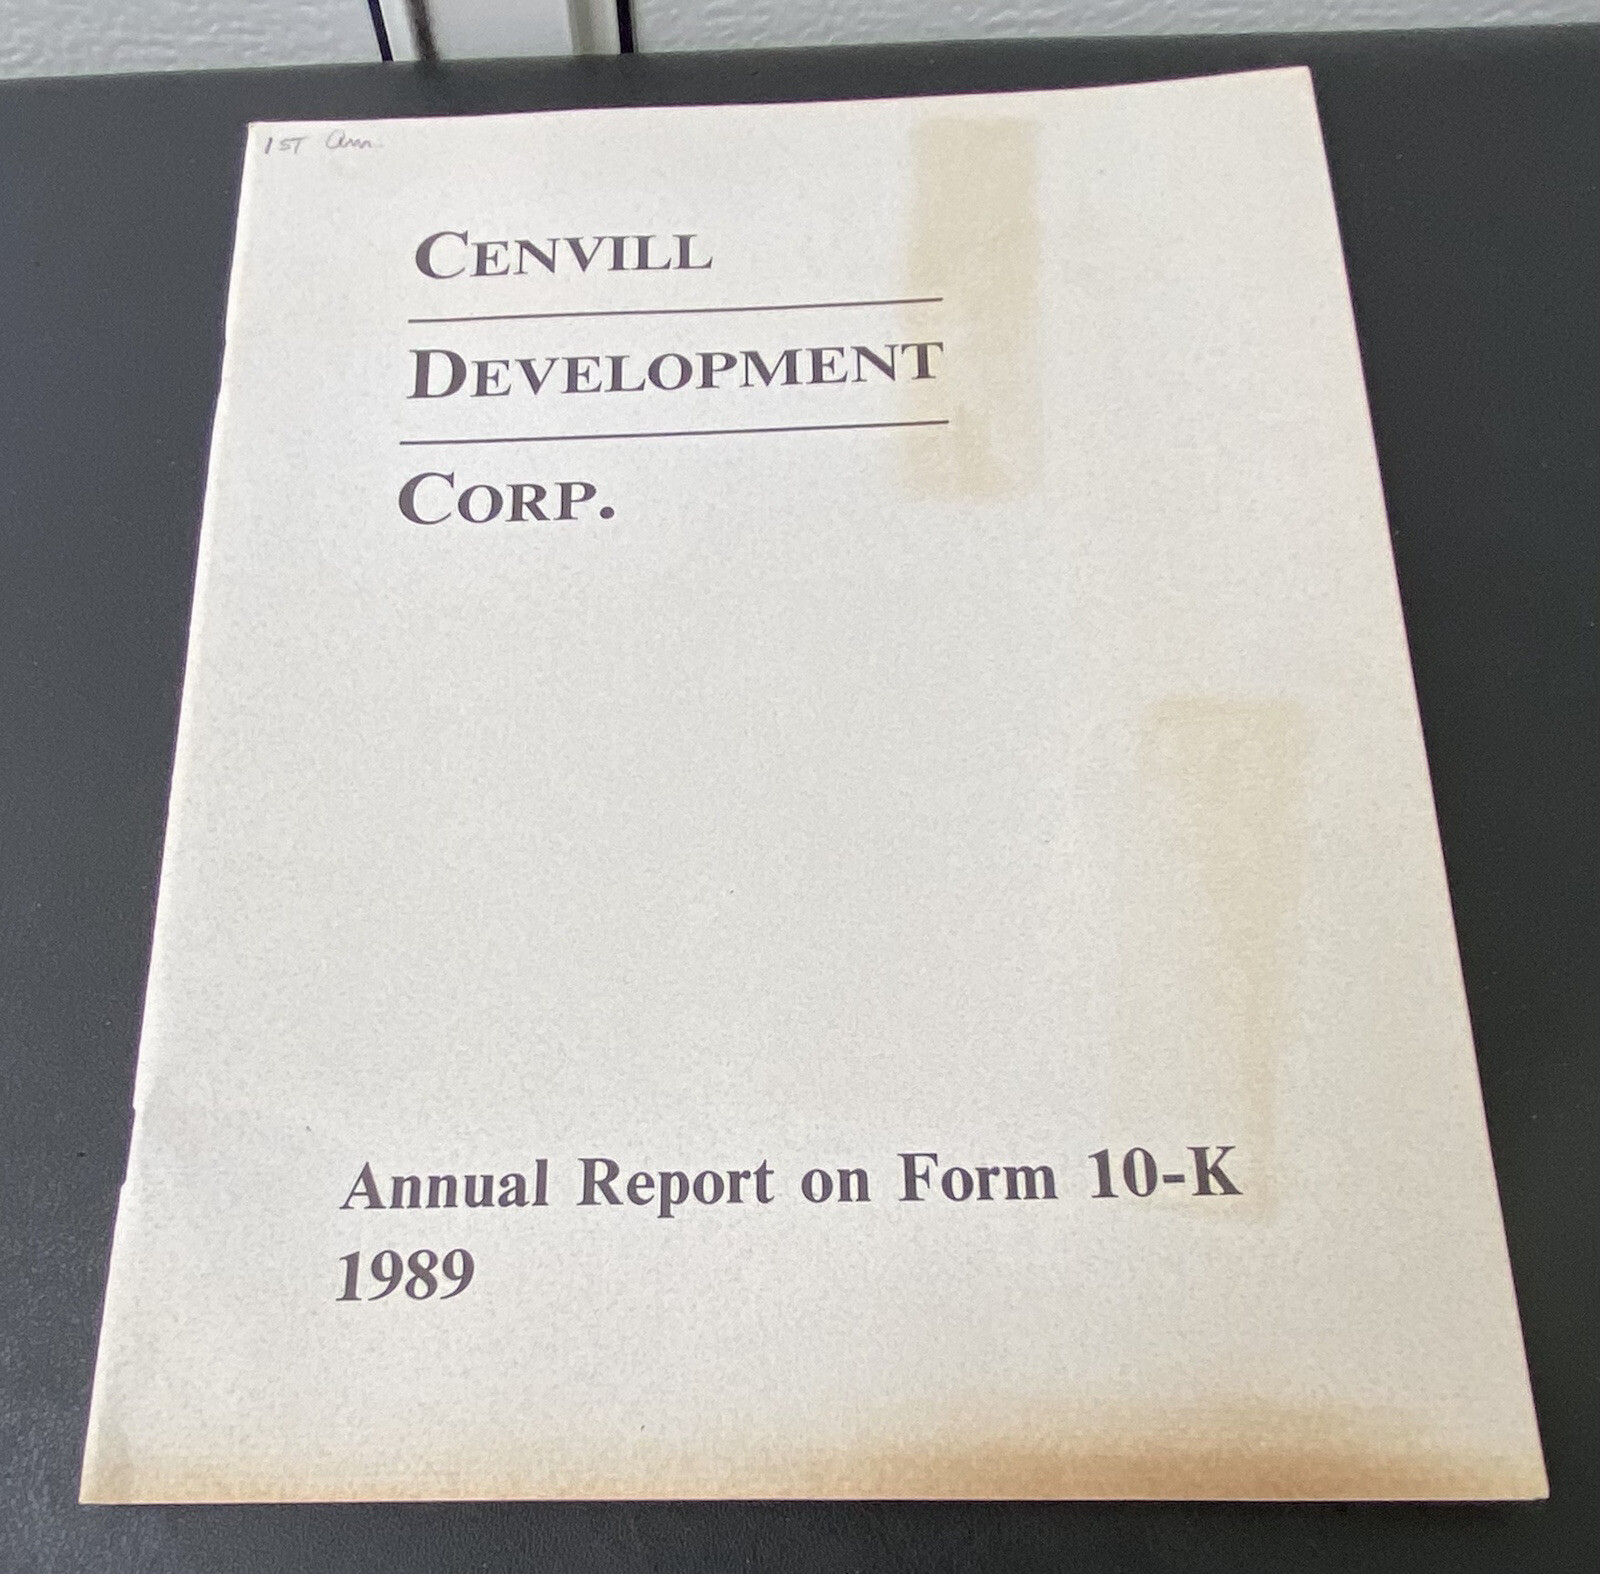 1ST Ann.
CENVILL
DEVELOPMENT
CORP.
Annual Report on Form 10-K
1989